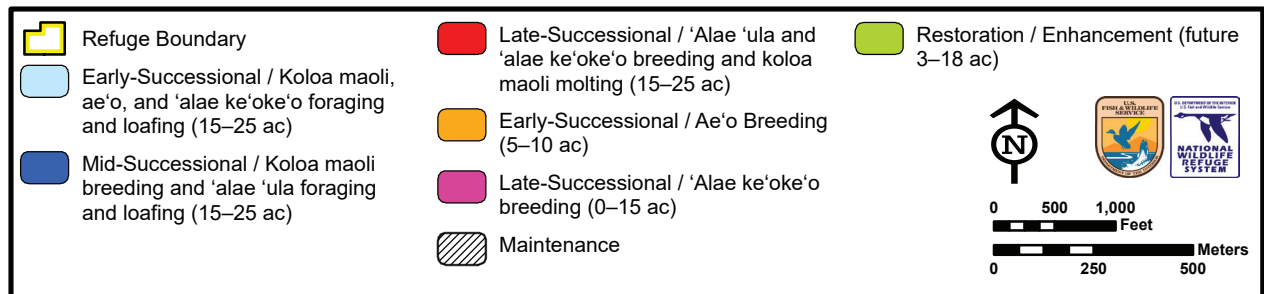 Refuge Boundary
Early-Successional / Koloa maoli,
ae‘o, and ‘alae ke‘oke‘o foraging
and loafing (15–25 ac)
Mid-Successional / Koloa maoli
breeding and ‘alae ‘ula foraging
and loafing (15–25 ac)
Late-Successional / ‘Alae ‘ula and
‘alae ke‘oke‘o breeding and koloa
maoli molting (15–25 ac)
Early-Successional / Ae‘o Breeding
(5–10 ac)
Late-Successional / ‘Alae ke‘oke‘o
breeding (0–15 ac)
Maintenance
Restoration / Enhancement (future
3–18 ac)
N
U.S.
FISH & WILDLIFE
SERVICE
U.S. DEPARTMENT OF THE INTERIOR
U.S. Fish and Wildlife Service
NATIONAL
WILDLIFE
REFUGE
SYSTEM
0 500 1,000
Feet
Meters
0 250 500